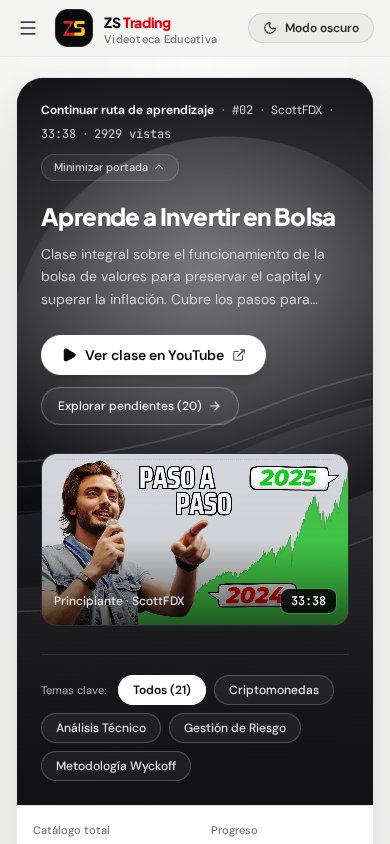 ZS
ZS Trading
Videoteca Educativa
Modo oscuro
Continuar ruta de aprendizaje · #02 · ScottFDX ·
33:38 · 2929 vistas
Minimizar portada
Aprende a Invertir en Bolsa
Clase integral sobre el funcionamiento de la
bolsa de valores para preservar el capital y
superar la inflación. Cubre los pasos para...
Ver clase en YouTube
Explorar pendientes (20)
PASO A
PASO
2025
2024
Principiante · ScottFDX
33:38
Temas clave:
Todos (21)
Criptomonedas
Análisis Técnico
Gestión de Riesgo
Metodología Wyckoff
Catálogo total
Progreso